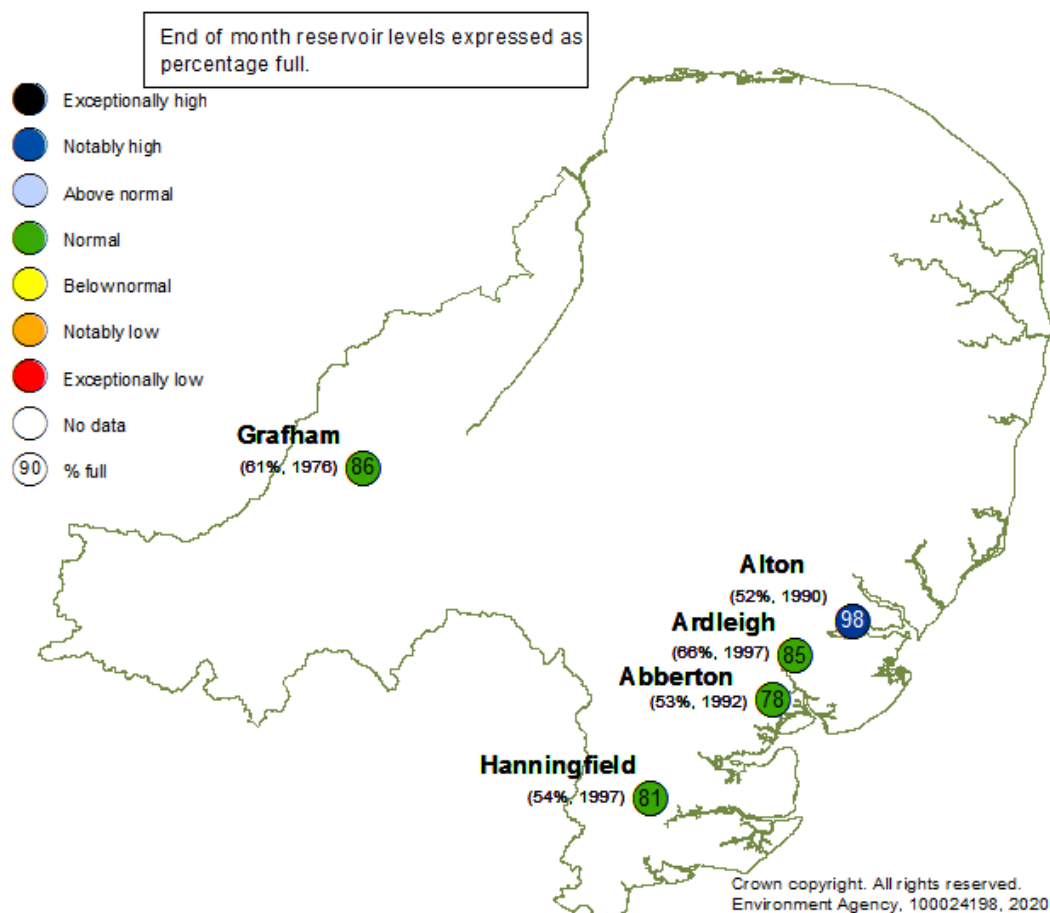 End of month reservoir levels expressed as
percentage full.
Exceptionally high
Notably high
Above normal
Normal
Below normal
Notably low
Exceptionally low
No data
90 % full
Grafham
(61%, 1976) 86
Alton
(52%, 1990)
98
Ardleigh
(66%, 1997) 85
Abberton
(53%, 1992) 78
Hanningfield
(54%, 1997) 81
Crown copyright. All rights reserved.
Environment Agency, 100024198, 2020